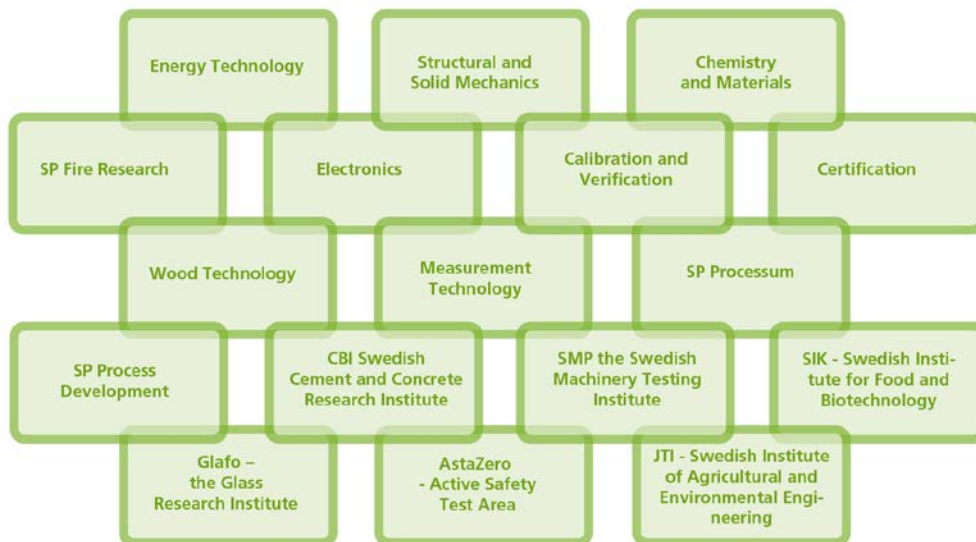 Energy Technology
Structural and
Solid Mechanics
Chemistry
and Materials
SP Fire Research
Electronics
Calibration and
Verification
Certification
Wood Technology
Measurement
Technology
SP Processum
SP Process
Development
CBI Swedish
Cement and Concrete
Research Institute
SMP the Swedish
Machinery Testing
Institute
SIK - Swedish Insti-
tute for Food and
Biotechnology
Glafo –
the Glass
Research Institute
AstaZero
- Active Safety
Test Area
JTI - Swedish Institute
of Agricultural and
Environmental Engi-
neering